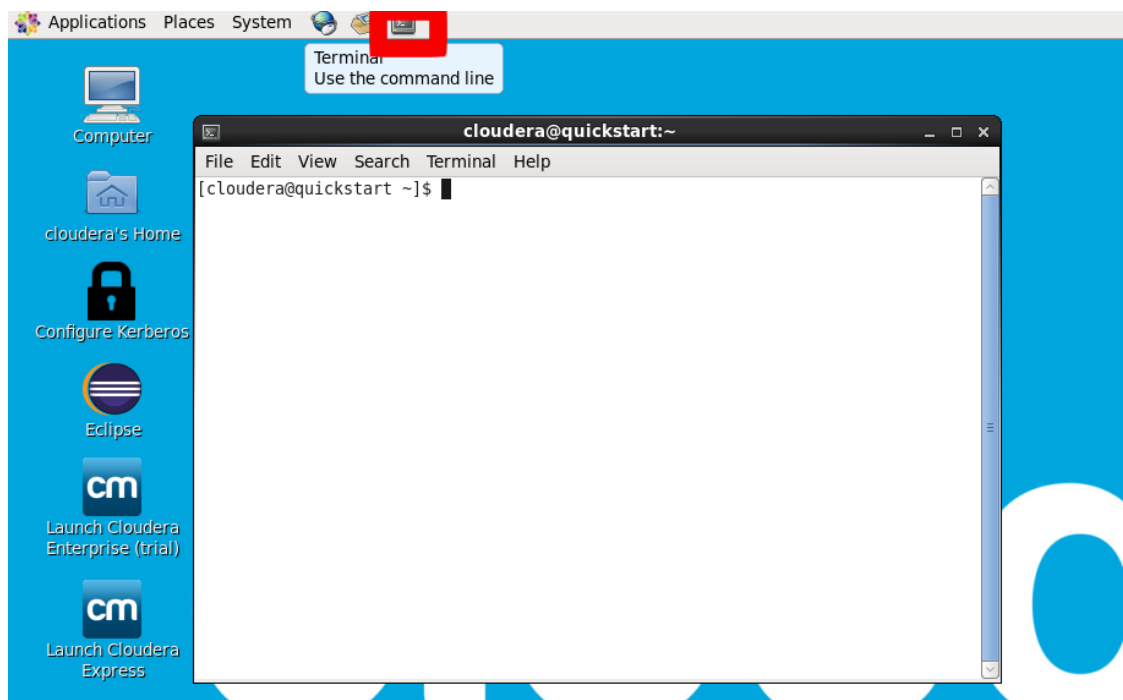 Applications Places System
Terminal
Use the command line
Computer
cloudera@quickstart:~
File Edit View Search Terminal Help
[cloudera@quickstart ~]$
cloudera's Home
Configure Kerberos
Eclipse
cm
Launch Cloudera
Enterprise (trial)
cm
Launch Cloudera
Express